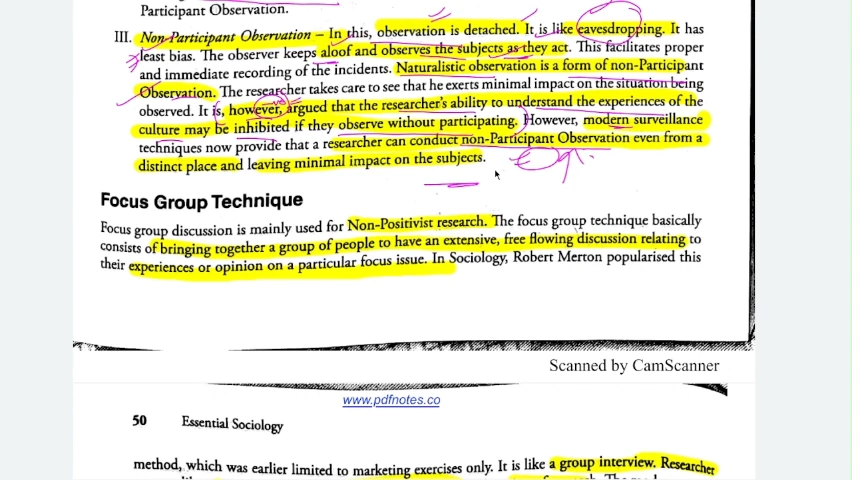 Participant Observation.
III. Non-Participant Observation – In this, observation is detached. It is like eavesdropping. It has
least bias. The observer keeps aloof and observes the subjects as they act. This facilitates proper
and immediate recording of the incidents. Naturalistic observation is a form of non-Participant
Observation. The researcher takes care to see that he exerts minimal impact on the situation being
observed. It is, however, argued that the researcher's ability to understand the experiences of the
culture may be inhibited if they observe without participating. However, modern surveillance
techniques now provide that a researcher can conduct non-Participant Observation even from a
distinct place and leaving minimal impact on the subjects.
Focus Group Technique
Focus group discussion is mainly used for Non-Positivist research. The focus group technique basically
consists of bringing together a group of people to have an extensive, free flowing discussion relating to
their experiences or opinion on a particular focus issue. In Sociology, Robert Merton popularised this
Scanned by CamScanner
www.pdfnotes.co
50 Essential Sociology
method, which was earlier limited to marketing exercises only. It is like a group interview. Researcher